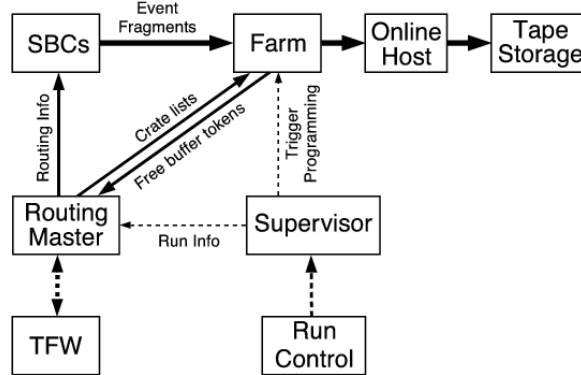 Event
Fragments
SBCs
Farm
Online
Host
Tape
Storage
Routing Info
Crate lists
Free buffer tokens
Trigger
Programming
Routing
Master
Run Info
Supervisor
TFW
Run
Control